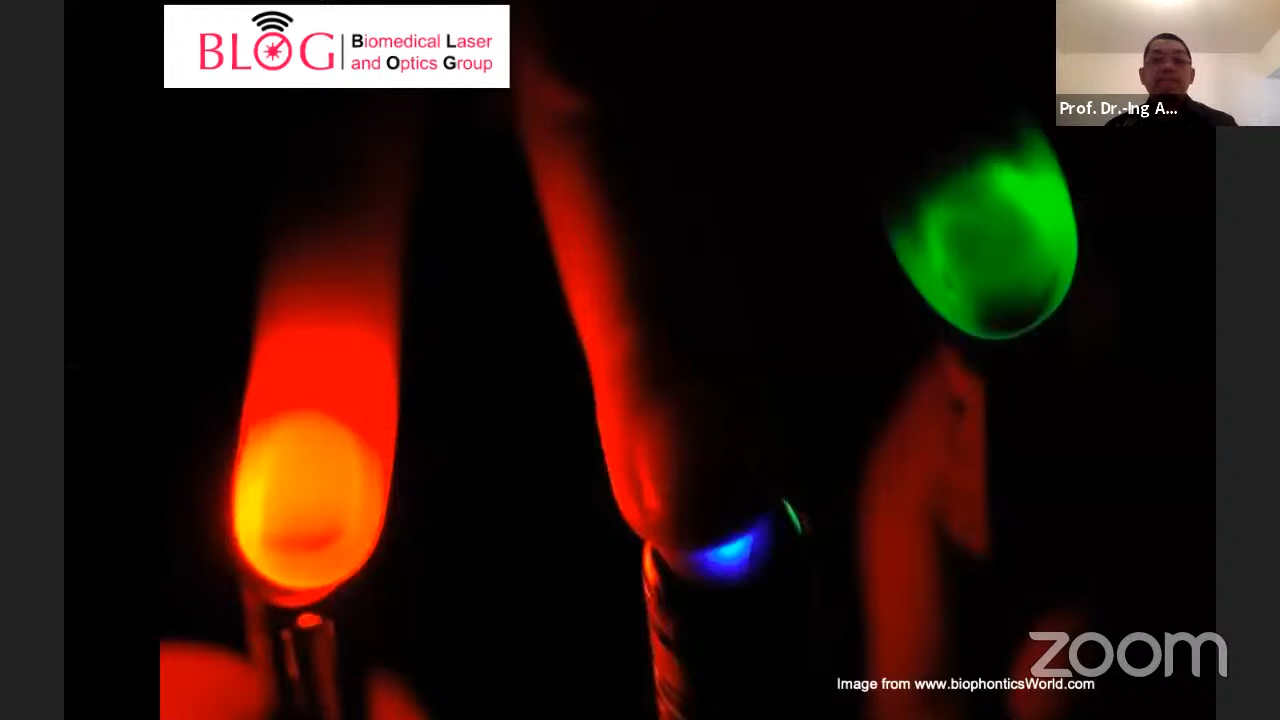 BLOG
Biomedical Laser
and Optics Group
Prof. Dr.-Ing A...
Image from www.biophonticsWorld.com
zoom